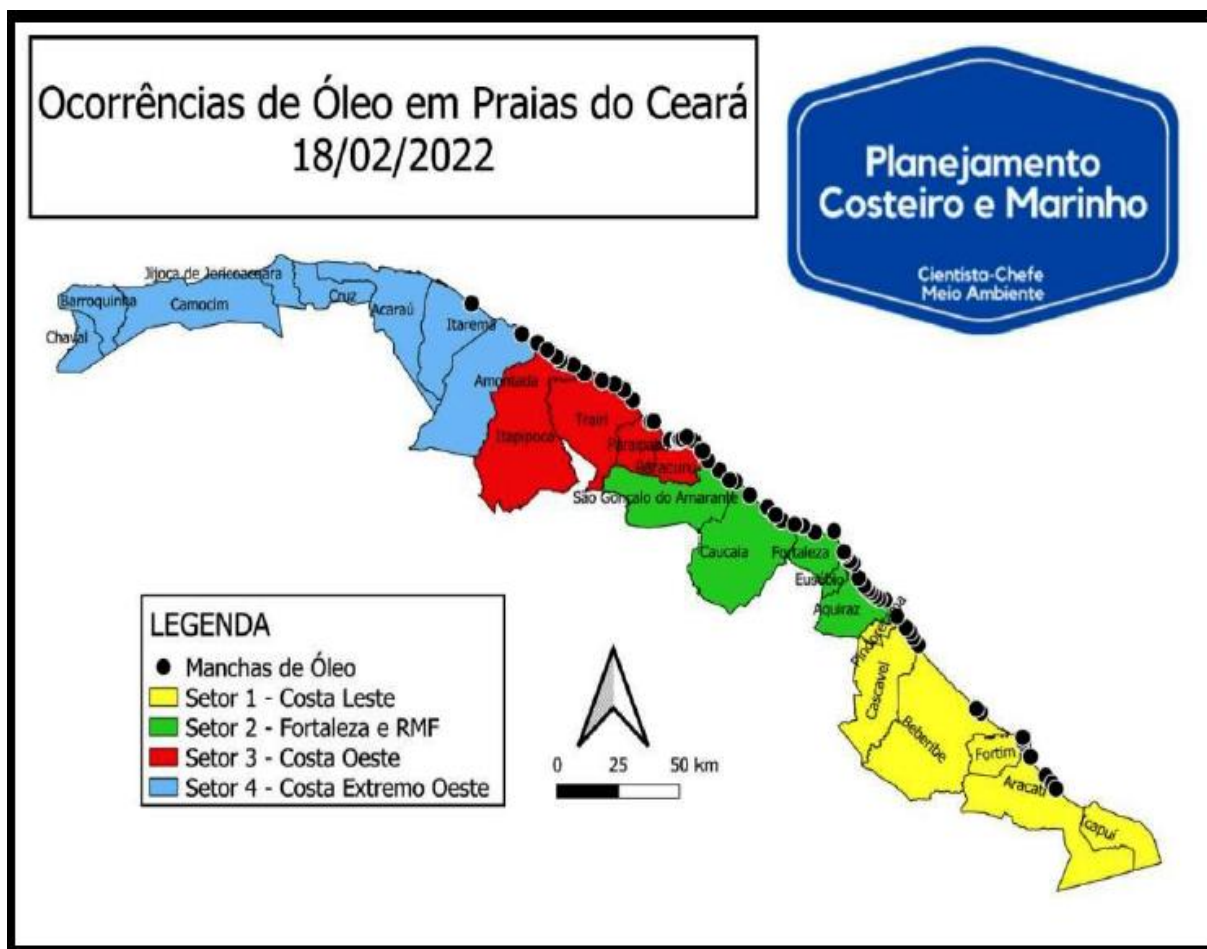 Ocorrências de Óleo em Praias do Ceará
18/02/2022
Planejamento
Costeiro e Marinho
Cientista-Chefe
Meio Ambiente
Jijoca de Jericoacoara
Barroquinha
Camocim
Cruz
Chaval
Acaraú
Itarema
Amontada
Trairi
Itapipoca
Paraipaba
Paracuru
São Gonçalo do Amarante
Caucaia
Fortaleza
Eusébio
Aquiraz
Cascavel
Beberibe
Fortim
Aracati
Icapuí
LEGENDA
Manchas de Óleo
Setor 1 - Costa Leste
Setor 2 - Fortaleza e RMF
Setor 3 - Costa Oeste
Setor 4 - Costa Extremo Oeste
0 25 50 km